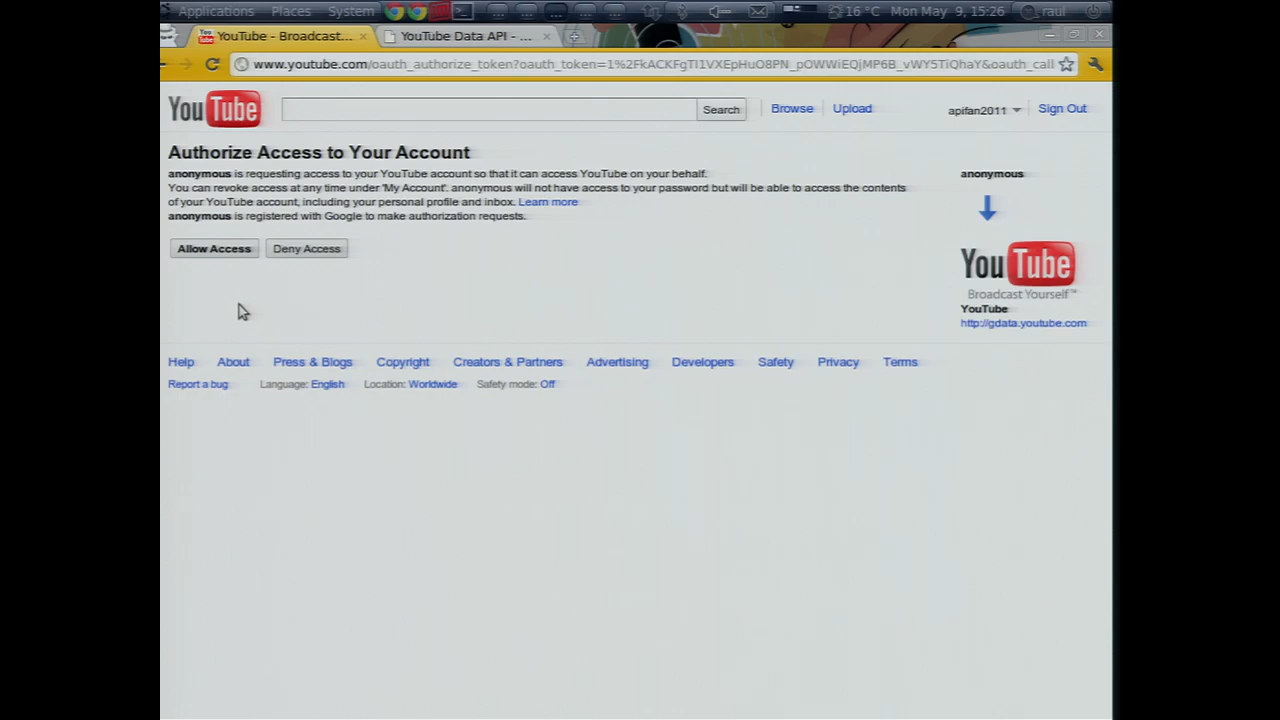 Applications Places System 16 °C Mon May 9, 15:26 raul
YouTube - Broadcast... YouTube Data API - ...
www.youtube.com/oauth_authorize_token?oauth_token=1%2FkACKFgTl1VXEpHuO8PN_pOWWiEQjMP6B_vWY5TiQhaY&oauth_call
YouTube Search Browse Upload apifan2011 Sign Out
Authorize Access to Your Account
anonymous is requesting access to your YouTube account so that it can access YouTube on your behalf.
You can revoke access at any time under 'My Account'. anonymous will not have access to your password but will be able to access the contents
of your YouTube account, including your personal profile and inbox. Learn more
anonymous is registered with Google to make authorization requests.
Allow Access Deny Access
anonymous
YouTube
Broadcast Yourself™
YouTube
http://gdata.youtube.com
Help About Press & Blogs Copyright Creators & Partners Advertising Developers Safety Privacy Terms
Report a bug Language: English Location: Worldwide Safety mode: Off